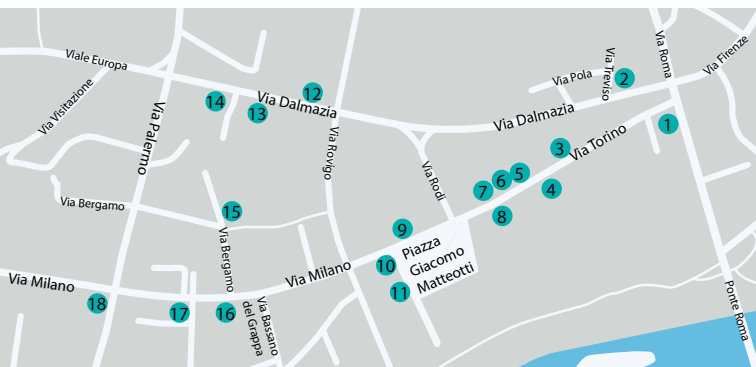 Viale Europa
Via Visitazione
Via Palermo
14
13
12
Via Dalmazia
Via Rovigo
Via Dalmazia
Via Pola
Via Treviso
2
Via Roma
Via Firenze
1
3
Via Torino
4
5
6
7
8
Via Rodi
9
Piazza
Giacomo
Matteotti
10
11
Via Bergamo
15
Via Bergamo
Via Milano
Via Milano
18
17
16
Via Bassano
del Grappa
Ponte Roma